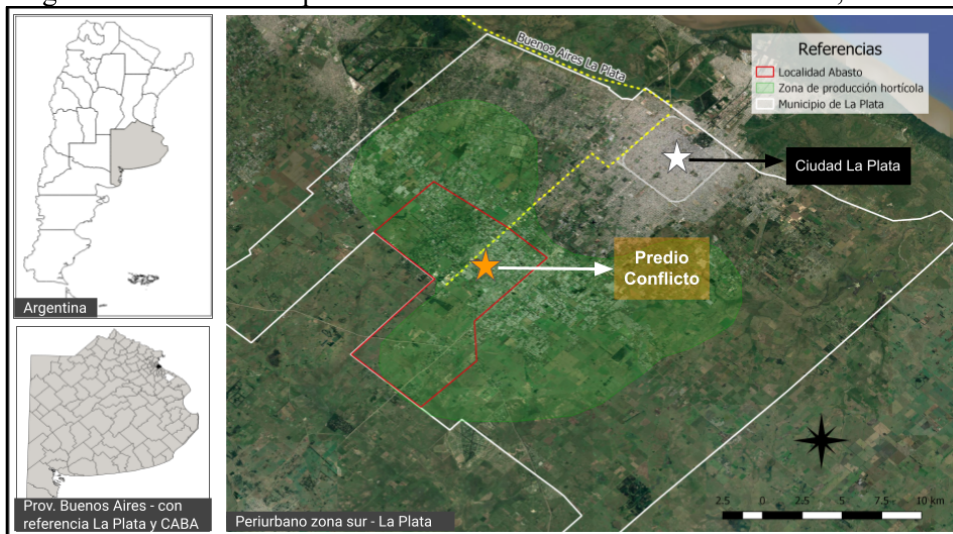 Argentina
Prov. Buenos Aires - con
referencia La Plata y CABA
Buenos Aires La Plata
Referencias
Localidad Abasto
Zona de producción hortícola
Municipio de La Plata
Ciudad La Plata
Predio
Conflicto
2.5 0 2.5 5 7.5 10 km
Periurbano zona sur - La Plata